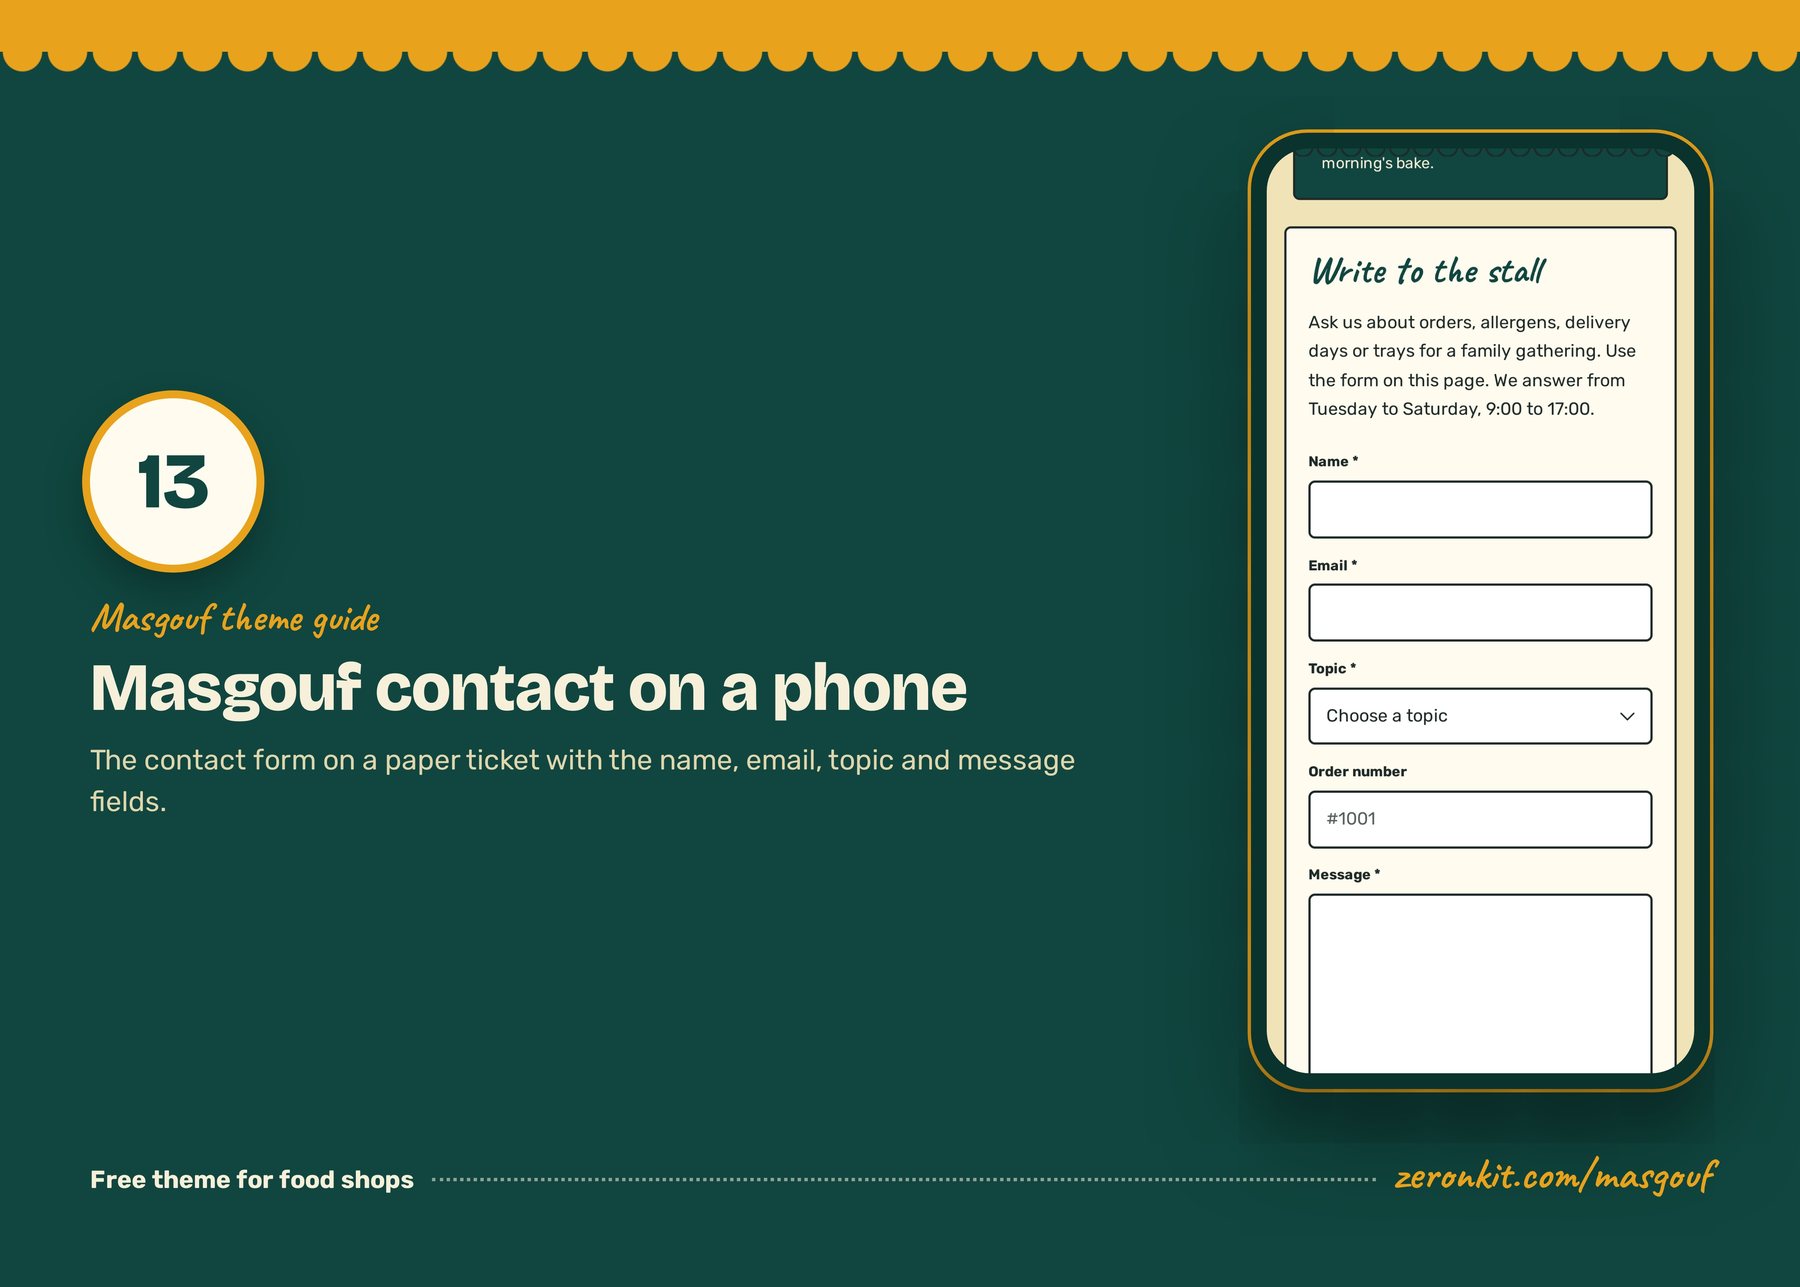 13
Masgouf theme guide
Masgouf contact on a phone
The contact form on a paper ticket with the name, email, topic and message
fields.
morning's bake.
Write to the stall
Ask us about orders, allergens, delivery
days or trays for a family gathering. Use
the form on this page. We answer from
Tuesday to Saturday, 9:00 to 17:00.
Name *
Email *
Topic *
Choose a topic
Order number
#1001
Message *
Free theme for food shops
zeronkit.com/masgouf